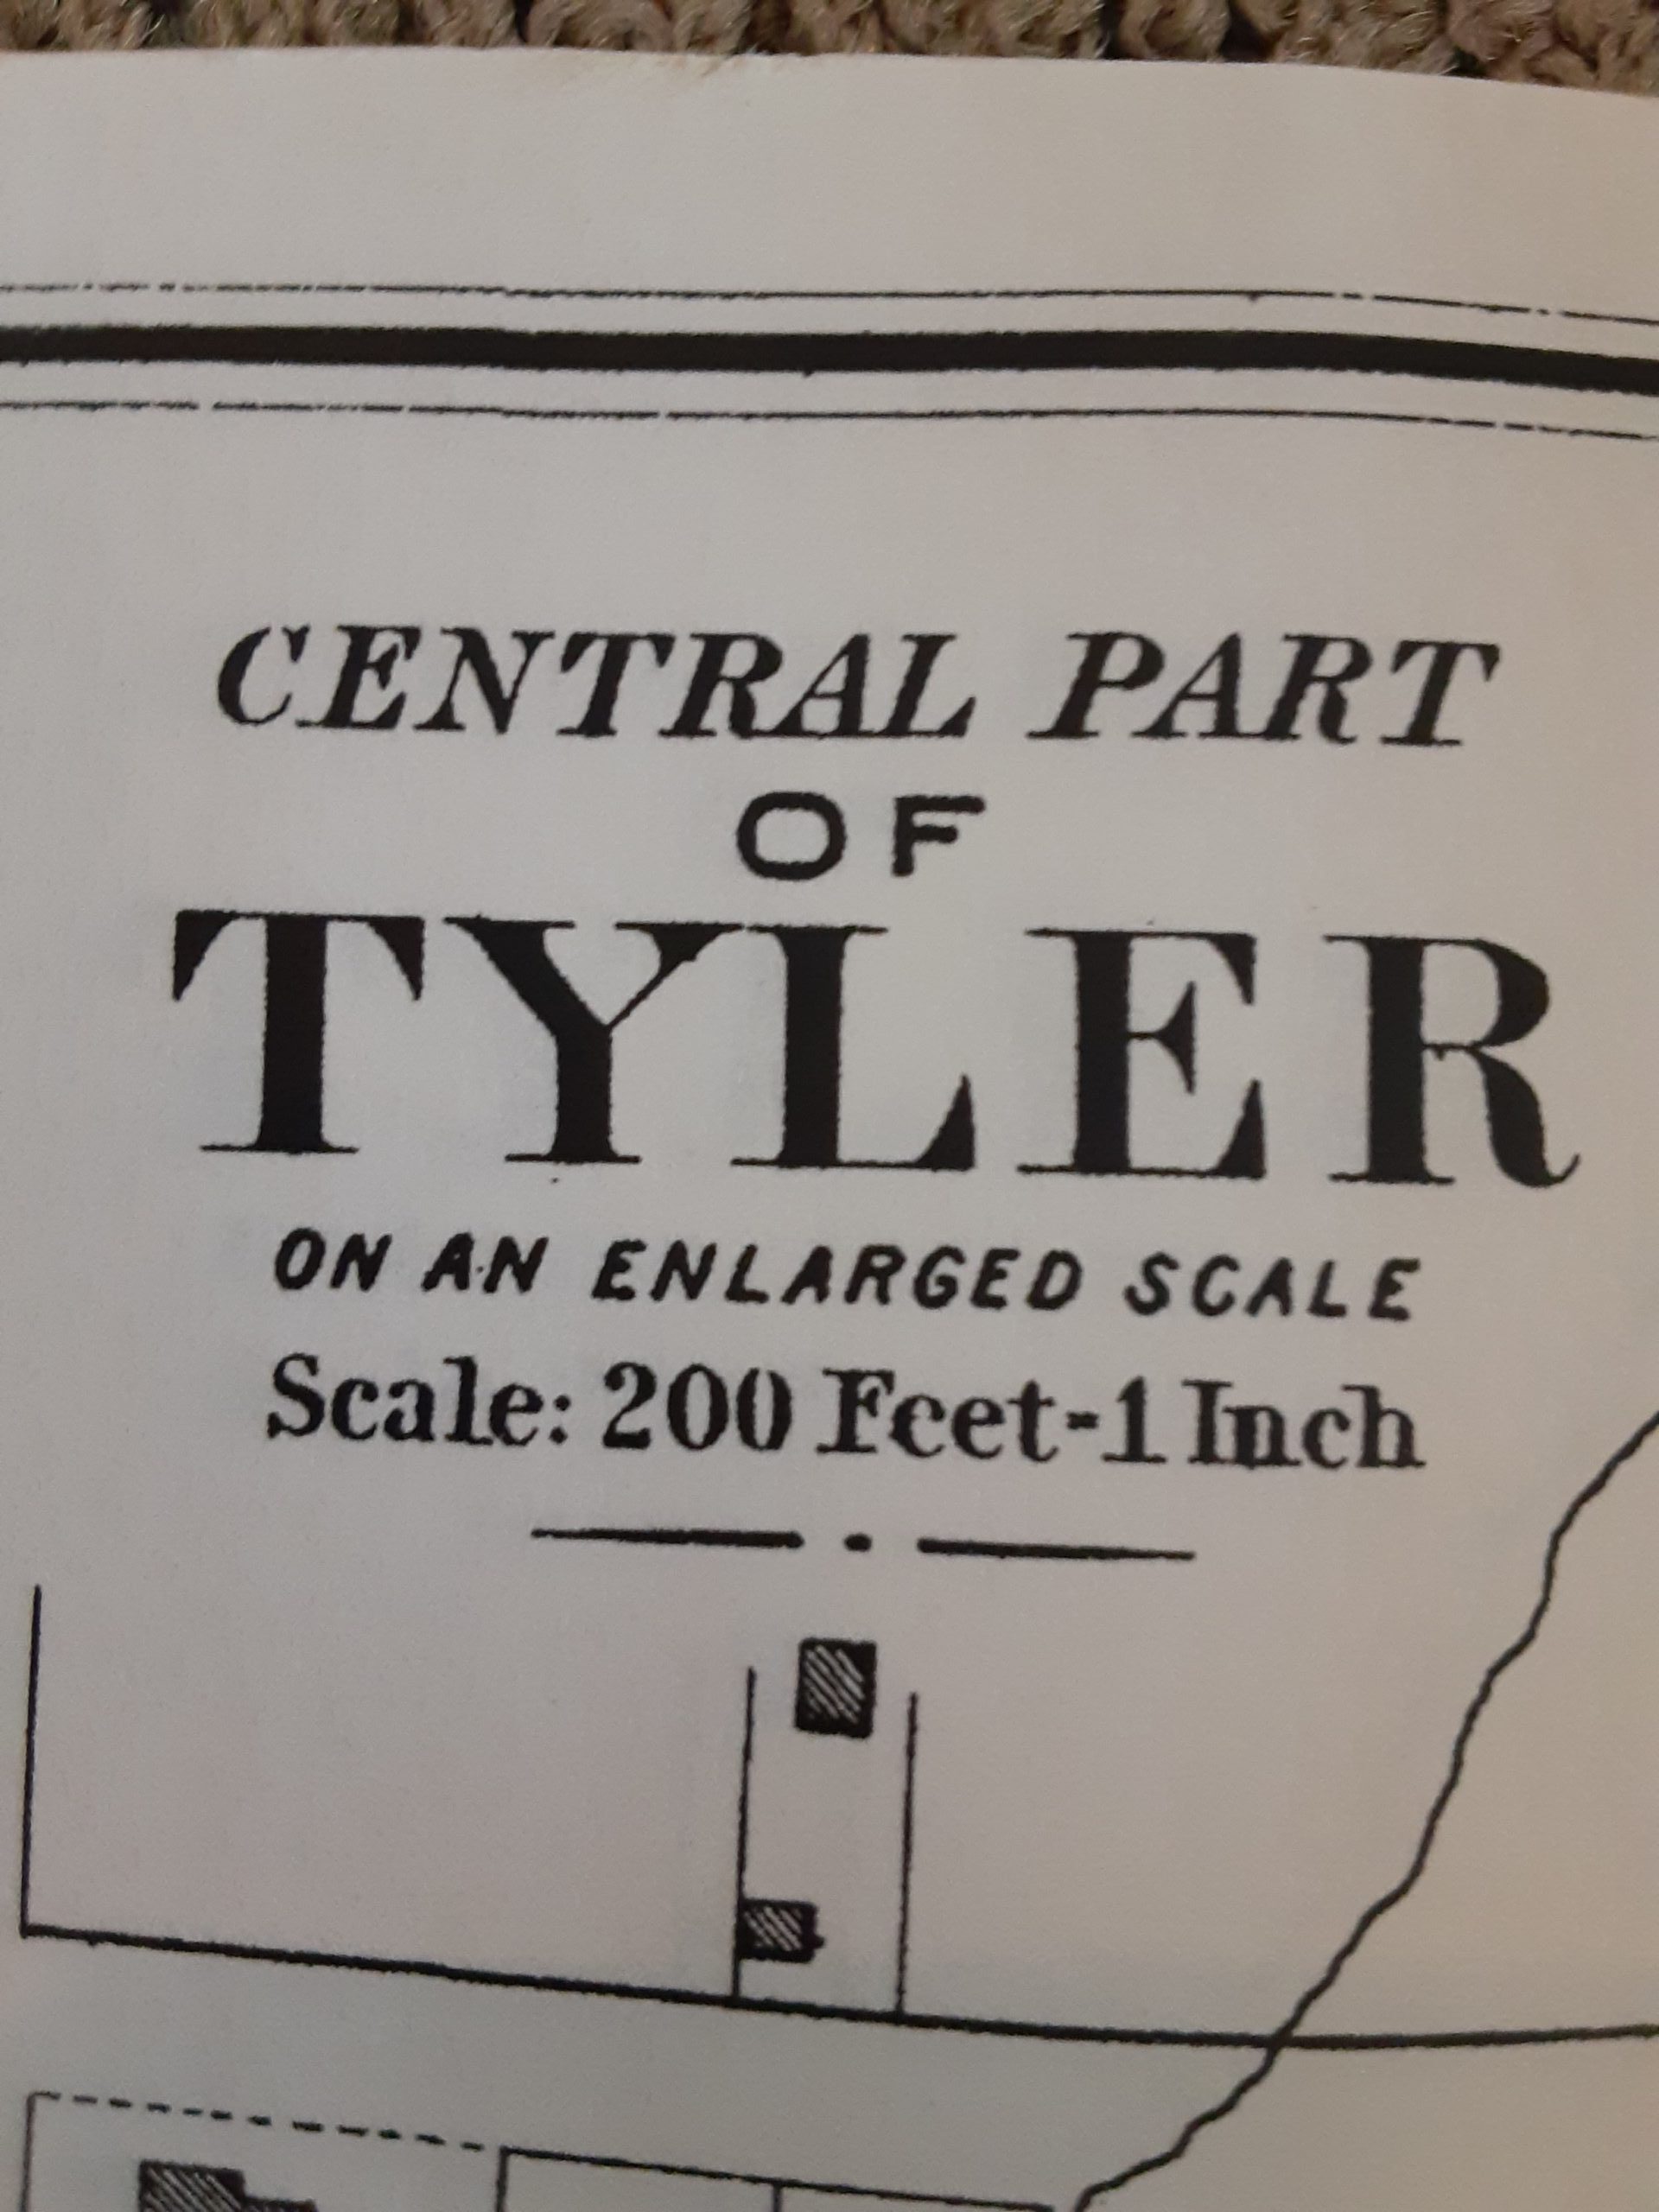 CENTRAL PART
OF
TYLER
ON AN ENLARGED SCALE
Scale: 200 Feet-1 Inch